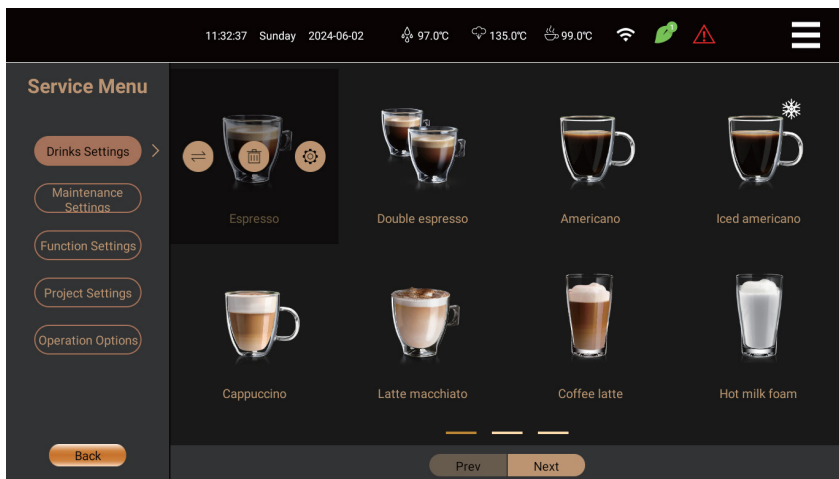 11:32:37 Sunday 2024-06-02 97.0℃ 135.0℃ 99.0℃ 3
Service Menu
Drinks Settings >
Maintenance
Settings
Function Settings
Project Settings
Operation Options
Back
Espresso Double espresso Americano Iced americano
Cappuccino Latte macchiato Coffee latte Hot milk foam
Prev Next